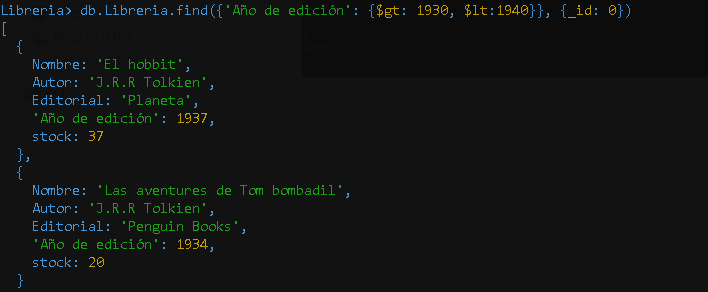 Libreria> db.Libreria.find({'Año de edición': {$gt: 1930, $lt:1940}}, {_id: 0})
[
  {
    Nombre: 'El hobbit',
    Autor: 'J.R.R Tolkien',
    Editorial: 'Planeta',
    'Año de edición': 1937,
    stock: 37
  },
  {
    Nombre: 'Las aventures de Tom bombadil',
    Autor: 'J.R.R Tolkien',
    Editorial: 'Penguin Books',
    'Año de edición': 1934,
    stock: 20
  }